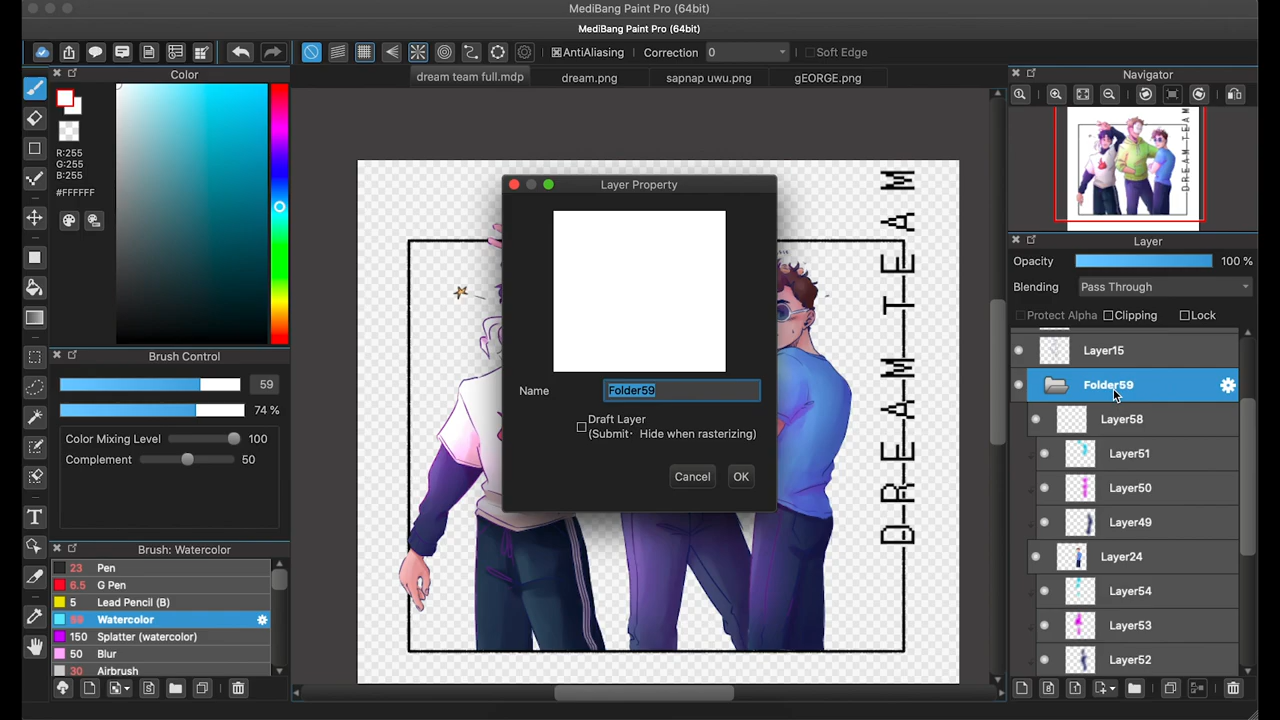 MediBang Paint Pro (64bit)
MediBang Paint Pro (64bit)
AntiAliasing
Correction 0
Soft Edge
Color
dream team full.mdp
dream.png
sapnap uwu.png
gEORGE.png
Navigator
R:255
G:255
B:255
#FFFFFF
DREAM TEAM
Layer Property
Name Folder59
Draft Layer
(Submit· Hide when rasterizing)
Cancel
OK
D-R-E-A-M-T-E-A-M
Layer
Opacity 100 %
Blending Pass Through
Protect Alpha
Clipping
Lock
Layer15
Folder59
Layer58
Layer51
Layer50
Layer49
Layer24
Layer54
Layer53
Layer52
Brush Control
59
74 %
Color Mixing Level 100
Complement 50
Brush: Watercolor
23 Pen
6.5 G Pen
5 Lead Pencil (B)
59 Watercolor
150 Splatter (watercolor)
50 Blur
30 Airbrush
T